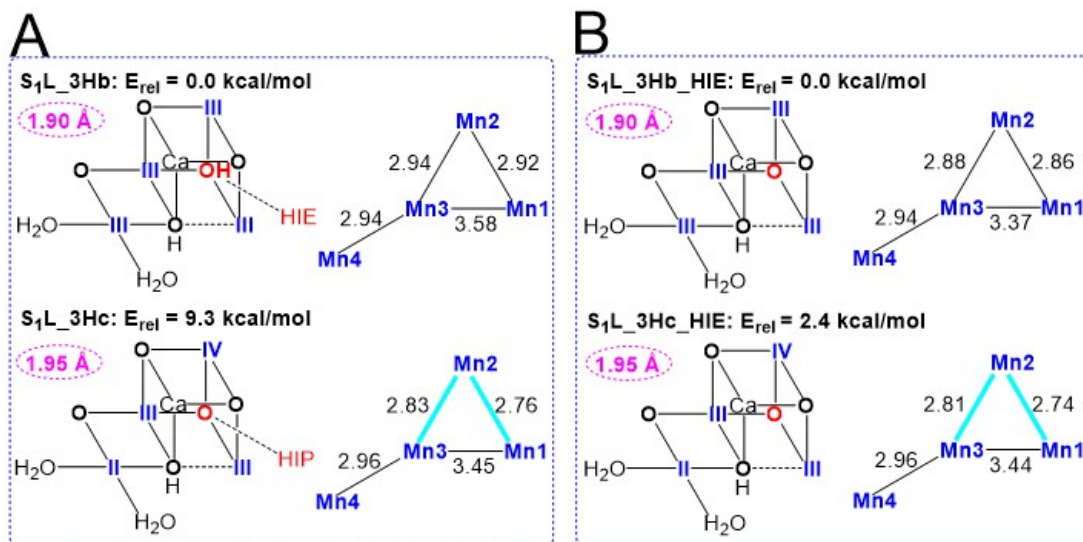 A
S₁L_3Hb: Eᵣₑₗ = 0.0 kcal/mol
1.90 Å
O III
O III Ca OH O
HIE
H₂O III O III
H
H₂O
Mn2
2.94 2.92
2.94 Mn3 Mn1
3.58
Mn4
S₁L_3Hc: Eᵣₑₗ = 9.3 kcal/mol
1.95 Å
O IV
O III Ca O O
HIP
H₂O II O III
H
H₂O
Mn2
2.83 2.76
2.96 Mn3 Mn1
3.45
Mn4
B
S₁L_3Hb_HIE: Eᵣₑₗ = 0.0 kcal/mol
1.90 Å
O III
O III Ca O O
H₂O III O III
H
H₂O
Mn2
2.88 2.86
2.94 Mn3 Mn1
3.37
Mn4
S₁L_3Hc_HIE: Eᵣₑₗ = 2.4 kcal/mol
1.95 Å
O IV
O III Ca O O
H₂O II O III
H
H₂O
Mn2
2.81 2.74
2.96 Mn3 Mn1
3.44
Mn4